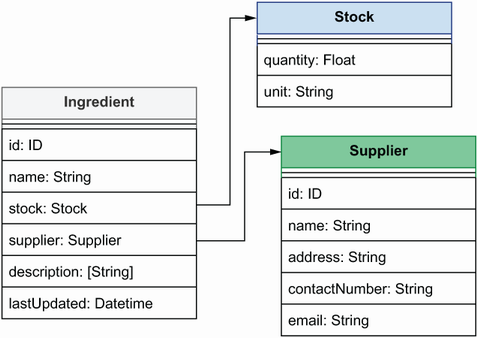 Stock
quantity: Float
unit: String
Ingredient
id: ID
name: String
stock: Stock
supplier: Supplier
description: [String]
lastUpdated: Datetime
Supplier
id: ID
name: String
address: String
contactNumber: String
email: String